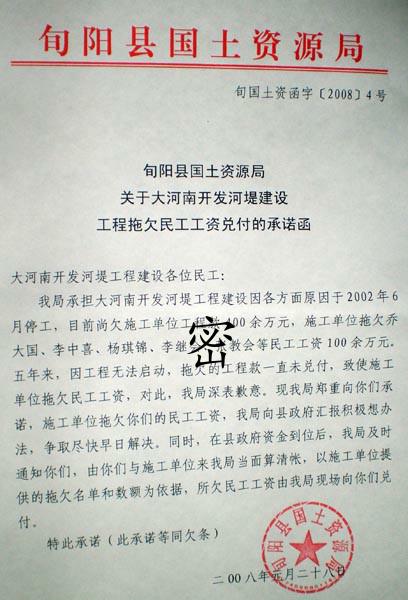 旬阳县国土资源局
旬国土资函字〔2008〕4号
旬阳县国土资源局
关于大河南开发河堤建设
工程拖欠民工工资兑付的承诺函
大河南开发河堤工程建设各位民工：
我局承担大河南开发河堤工程建设因各方面原因于2002年6
月停工，目前尚欠施工单位工程款400余万元，施工单位拖欠乔
大国、李中喜、杨琪锦、李继 教会等民工工资100余万元。
五年来，因工程无法启动，拖欠的工程款一直未兑付，致使施工
单位拖欠民工工资，对此，我局深表歉意。现我局郑重向你们承
诺，施工单位拖欠你们的民工工资，我局向县政府汇报积极想办
法，争取尽快早日解决。同时，在县政府资金到位后，我局及时
通知你们，由你们与施工单位来我局当面算清帐，以施工单位提
供的拖欠名单和数额为依据，所欠民工工资由我局现场向你们兑
付。
特此承诺（此承诺等同欠条）
二00八年元月二十八日
密
旬阳县国土资源局